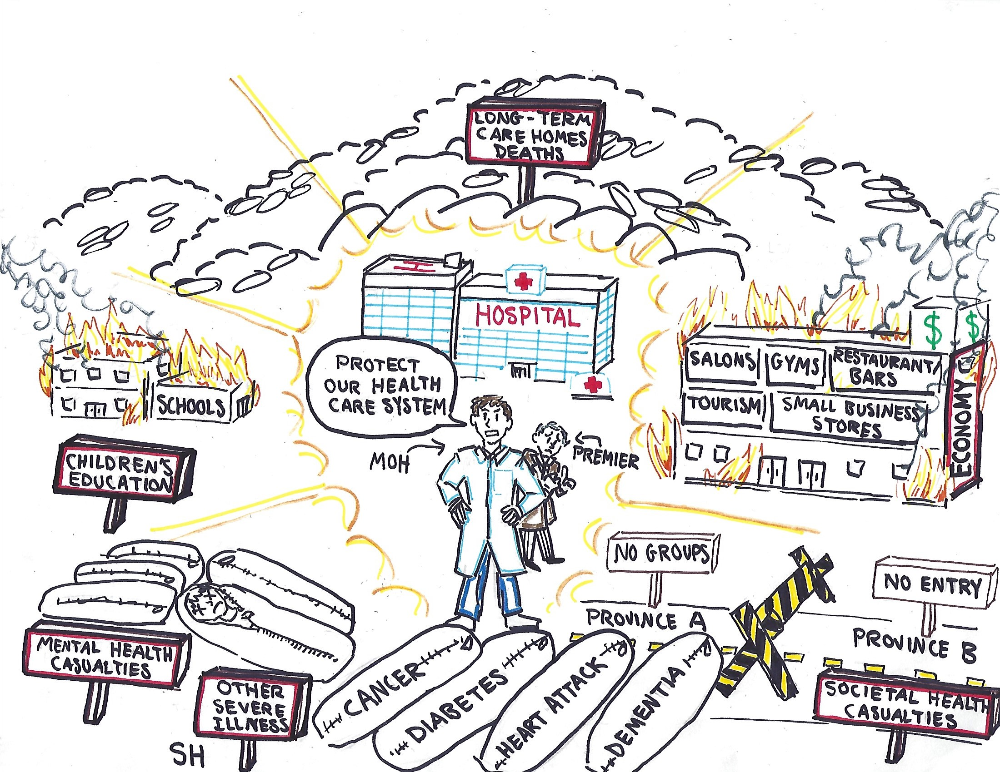 LONG-TERM
CARE HOMES
DEATHS
H
HOSPITAL
PROTECT
OUR HEALTH
CARE SYSTEM
MOH
PREMIER
SCHOOLS
CHILDREN'S
EDUCATION
$ $
SALONS
GYMS
RESTAURANT/
BARS
TOURISM
SMALL BUSINESS
STORES
ECONOMY
NO GROUPS
NO ENTRY
PROVINCE A
PROVINCE B
MENTAL HEALTH
CASUALTIES
OTHER
SEVERE
ILLNESS
CANCER
DIABETES
HEART ATTACK
DEMENTIA
SOCIETAL HEALTH
CASUALTIES
SH